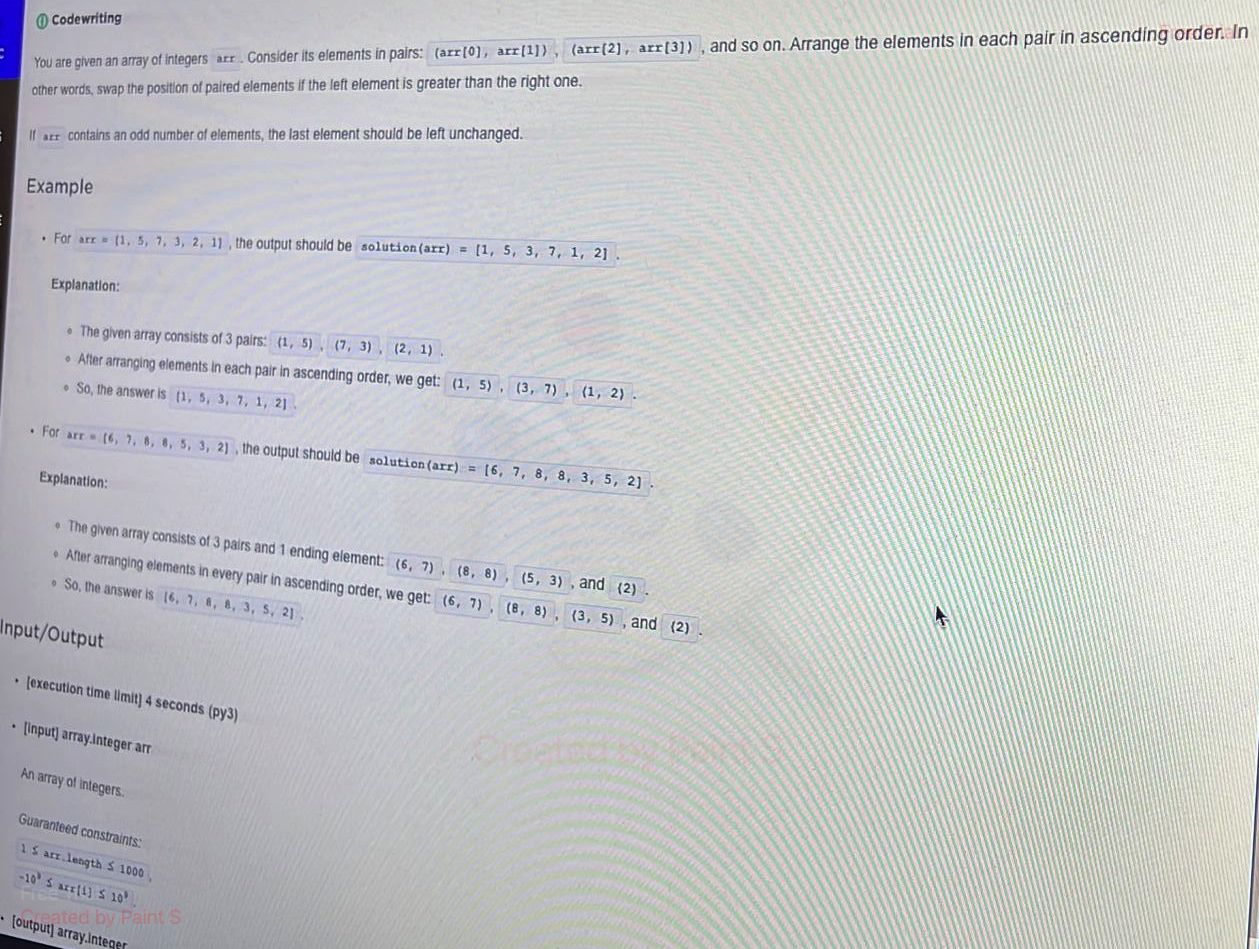 Codewriting
You are given an array of integers arr . Consider its elements in pairs: (arr[0], arr[1]) , (arr[2], arr[3]) , and so on. Arrange the elements in each pair in ascending order. In
other words, swap the position of paired elements if the left element is greater than the right one.
If arr contains an odd number of elements, the last element should be left unchanged.
Example
• For arr = [1, 5, 7, 3, 2, 1] , the output should be solution(arr) = [1, 5, 3, 7, 1, 2] .
Explanation:
◦ The given array consists of 3 pairs: (1, 5) , (7, 3) , (2, 1) .
◦ After arranging elements in each pair in ascending order, we get: (1, 5) , (3, 7) , (1, 2) .
◦ So, the answer is [1, 5, 3, 7, 1, 2] .
• For arr = [6, 7, 8, 8, 5, 3, 2] , the output should be solution(arr) = [6, 7, 8, 8, 3, 5, 2] .
Explanation:
◦ The given array consists of 3 pairs and 1 ending element: (6, 7) , (8, 8) , (5, 3) , and (2) .
◦ After arranging elements in every pair in ascending order, we get: (6, 7) , (8, 8) , (3, 5) , and (2) .
◦ So, the answer is [6, 7, 8, 8, 3, 5, 2] .
Input/Output
• [execution time limit] 4 seconds (py3)
• [input] array.integer arr
An array of integers.
Guaranteed constraints:
1 ≤ arr.length ≤ 1000 ,
-10⁹ ≤ arr[i] ≤ 10⁹ .
Created by Paint S
• [output] array.integer